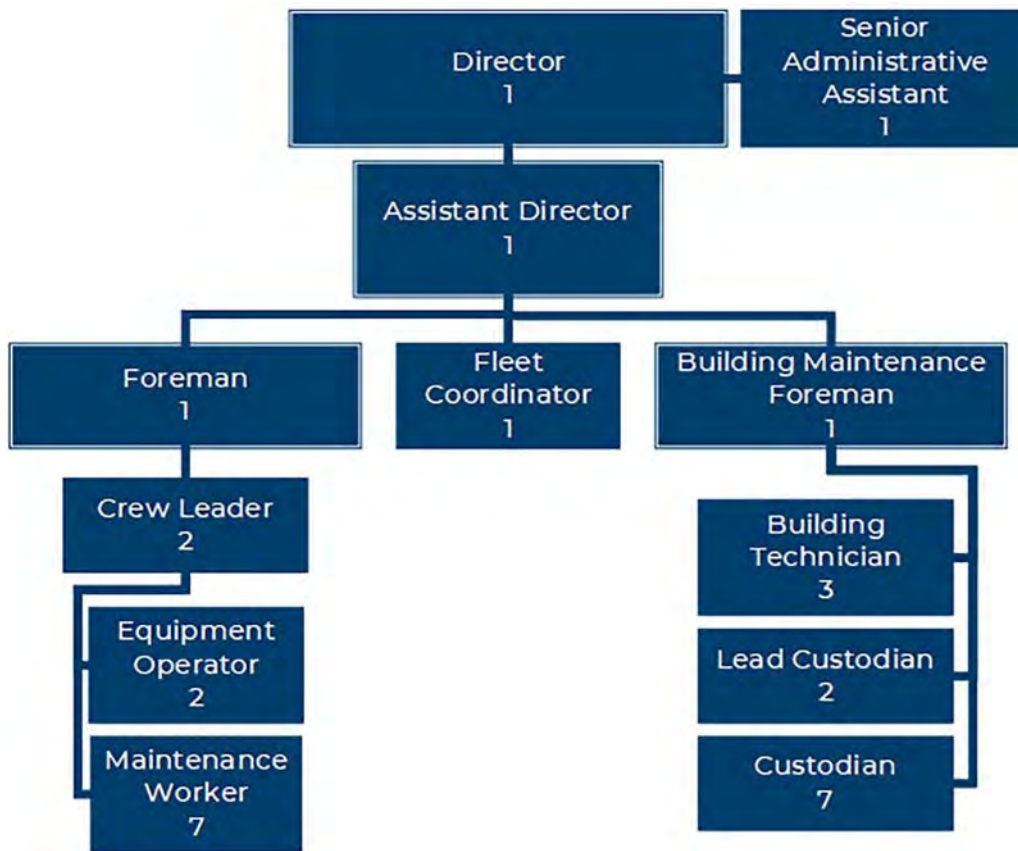 Director
1
Senior
Administrative
Assistant
1
Assistant Director
1
Foreman
1
Fleet
Coordinator
1
Building Maintenance
Foreman
1
Crew Leader
2
Equipment
Operator
2
Maintenance
Worker
7
Building
Technician
3
Lead Custodian
2
Custodian
7